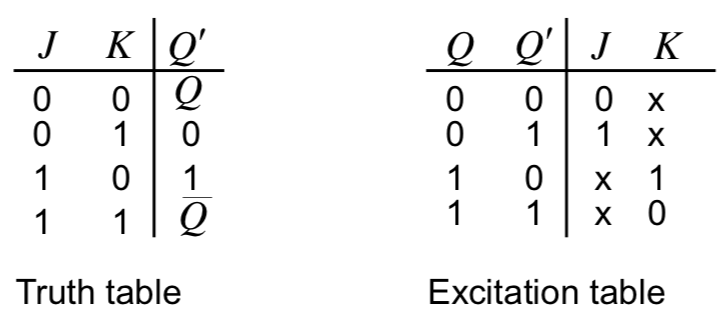 J K Q′ Q Q′ J K
0 0 Q 0 0 0 x
0 1 0 0 1 1 x
1 0 1 1 0 x 1
1 1 Q̅ 1 1 x 0
Truth table Excitation table